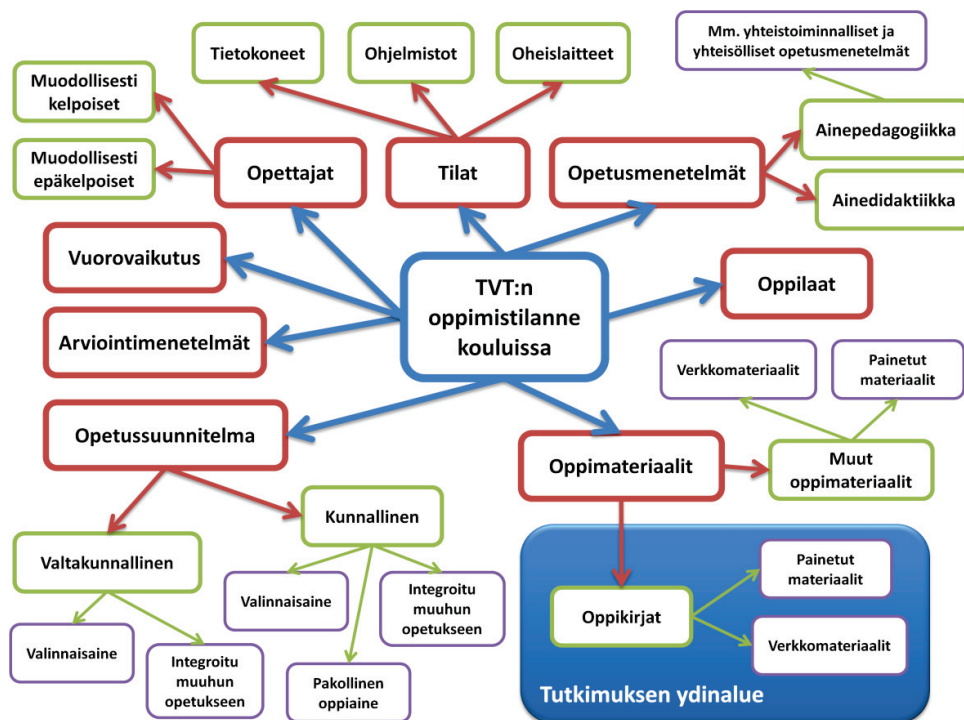 Mm. yhteistoiminnalliset ja
yhteisölliset opetusmenetelmät
Tietokoneet
Ohjelmistot
Oheislaitteet
Muodollisesti
kelpoiset
Ainepedagogiikka
Muodollisesti
epäkelpoiset
Opettajat
Tilat
Opetusmenetelmät
Ainedidaktiikka
Vuorovaikutus
TVT:n
oppimistilanne
kouluissa
Oppilaat
Arviointimenetelmät
Verkkomateriaalit
Painetut
materiaalit
Opetussuunnitelma
Oppimateriaalit
Muut
oppimateriaalit
Kunnallinen
Valtakunnallinen
Valinnaisaine
Integroitu
muuhun
opetukseen
Painetut
materiaalit
Oppikirjat
Verkkomateriaalit
Valinnaisaine
Integroitu
muuhun
opetukseen
Pakollinen
oppiaine
Tutkimuksen ydinalue